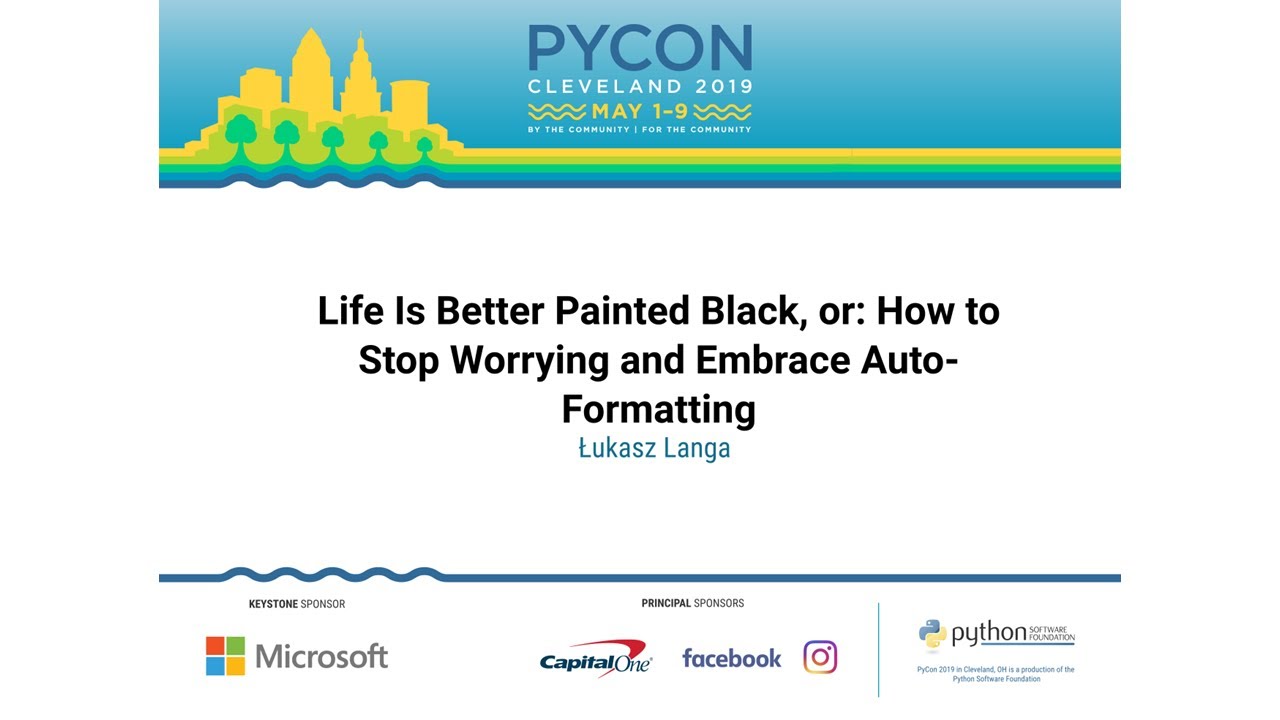 PYCON
CLEVELAND 2019
MAY 1-9
BY THE COMMUNITY | FOR THE COMMUNITY
Life Is Better Painted Black, or: How to
Stop Worrying and Embrace Auto-
Formatting
Łukasz Langa
KEYSTONE SPONSOR
PRINCIPAL SPONSORS
Microsoft
CapitalOne
facebook
python SOFTWARE
FOUNDATION
PyCon 2019 in Cleveland, OH is a production of the
Python Software Foundation